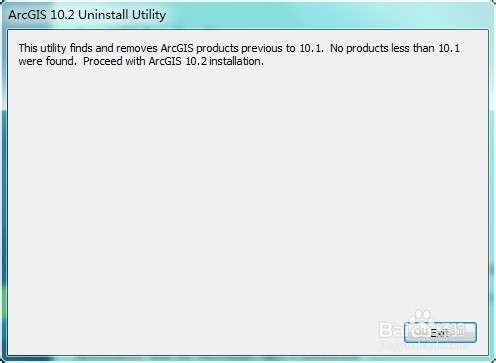 ArcGIS 10.2 Uninstall Utility
This utility finds and removes ArcGIS products previous to 10.1. No products less than 10.1
were found. Proceed with ArcGIS 10.2 installation.
Exit